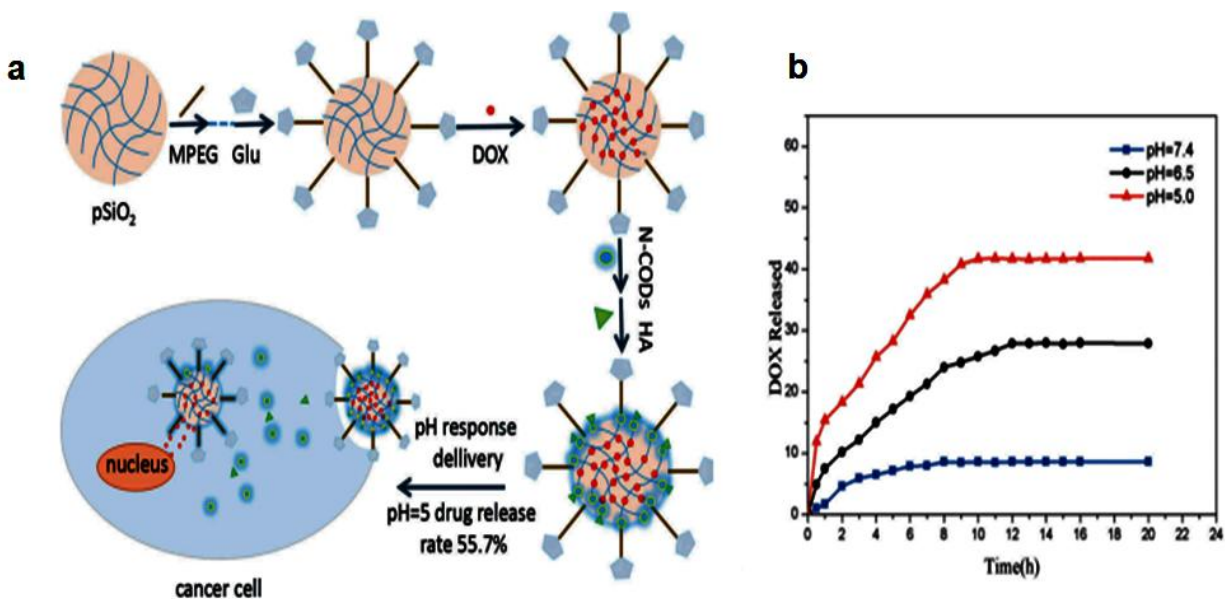 a
MPEG Glu
pSiO2
DOX
N-CODs HA
pH response
dellivery
pH=5 drug release
rate 55.7%
nucleus
cancer cell
b
pH=7.4
pH=6.5
pH=5.0
DOX Released
60
50
40
30
20
10
0
0 2 4 6 8 10 12 14 16 18 20 22 24
Time(h)